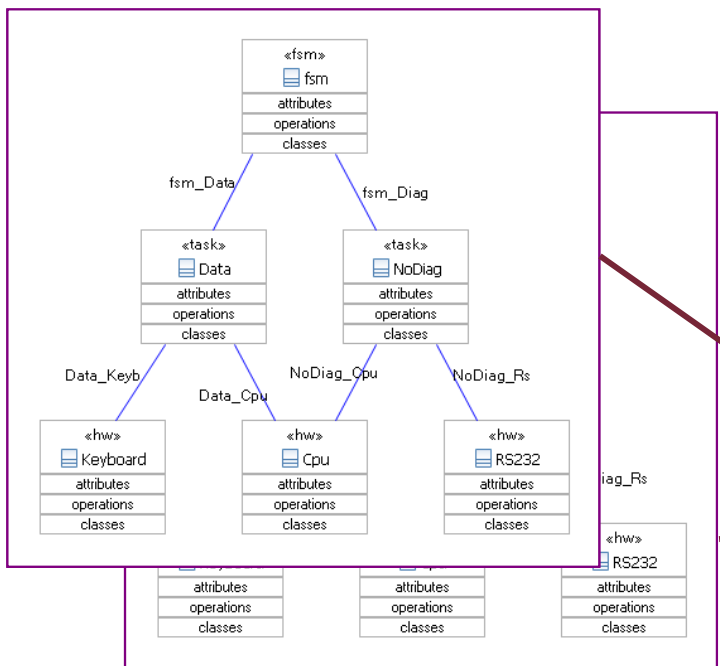 «fsm»
fsm
attributes
operations
classes
fsm_Data
fsm_Diag
«task»
Data
attributes
operations
classes
«task»
NoDiag
attributes
operations
classes
Data_Keyb
Data_Cpu
NoDiag_Cpu
NoDiag_Rs
«hw»
Keyboard
attributes
operations
classes
«hw»
Cpu
attributes
operations
classes
«hw»
RS232
attributes
operations
classes
iag_Rs
attributes
operations
classes
attributes
operations
classes
«hw»
RS232
attributes
operations
classes